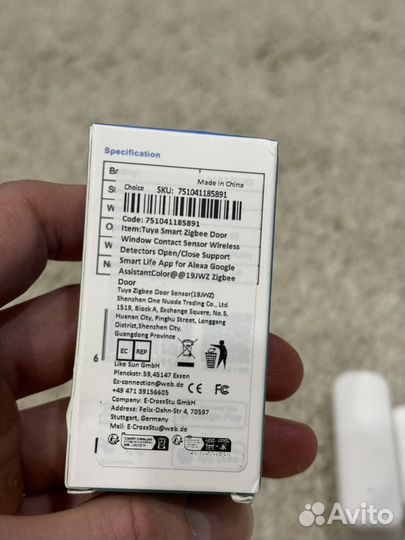 Specification
Made in China
Choice SKU: 751041185891
Code: 751041185891
Item:Tuya Smart Zigbee Door
Window Contact Sensor Wireless
Detectors Open/Close Support
Smart Life App for Alexa Google
AssistantColor@@19JWZ Zigbee
Door
Tuya Zigbee Door Sensor(19JWZ)
Shenzhen One Nuoda Trading Co., Ltd.
1519, Block A, Exchange Square, No.5,
Huanan City, Pinghu Street, Longgang
District,Shenzhen City,
Guangdong Province
EC REP
Like Sun GmbH
Planckstr.59,45147 Essen
Ec-connection@web.de
+49 471 39156605
Company: E-CrossStu GmbH
Address: Felix-Dahn-Str 4, 70597
Stuttgart, Germany
Mail: E-CrosStu@web.de
CE FC
Avito